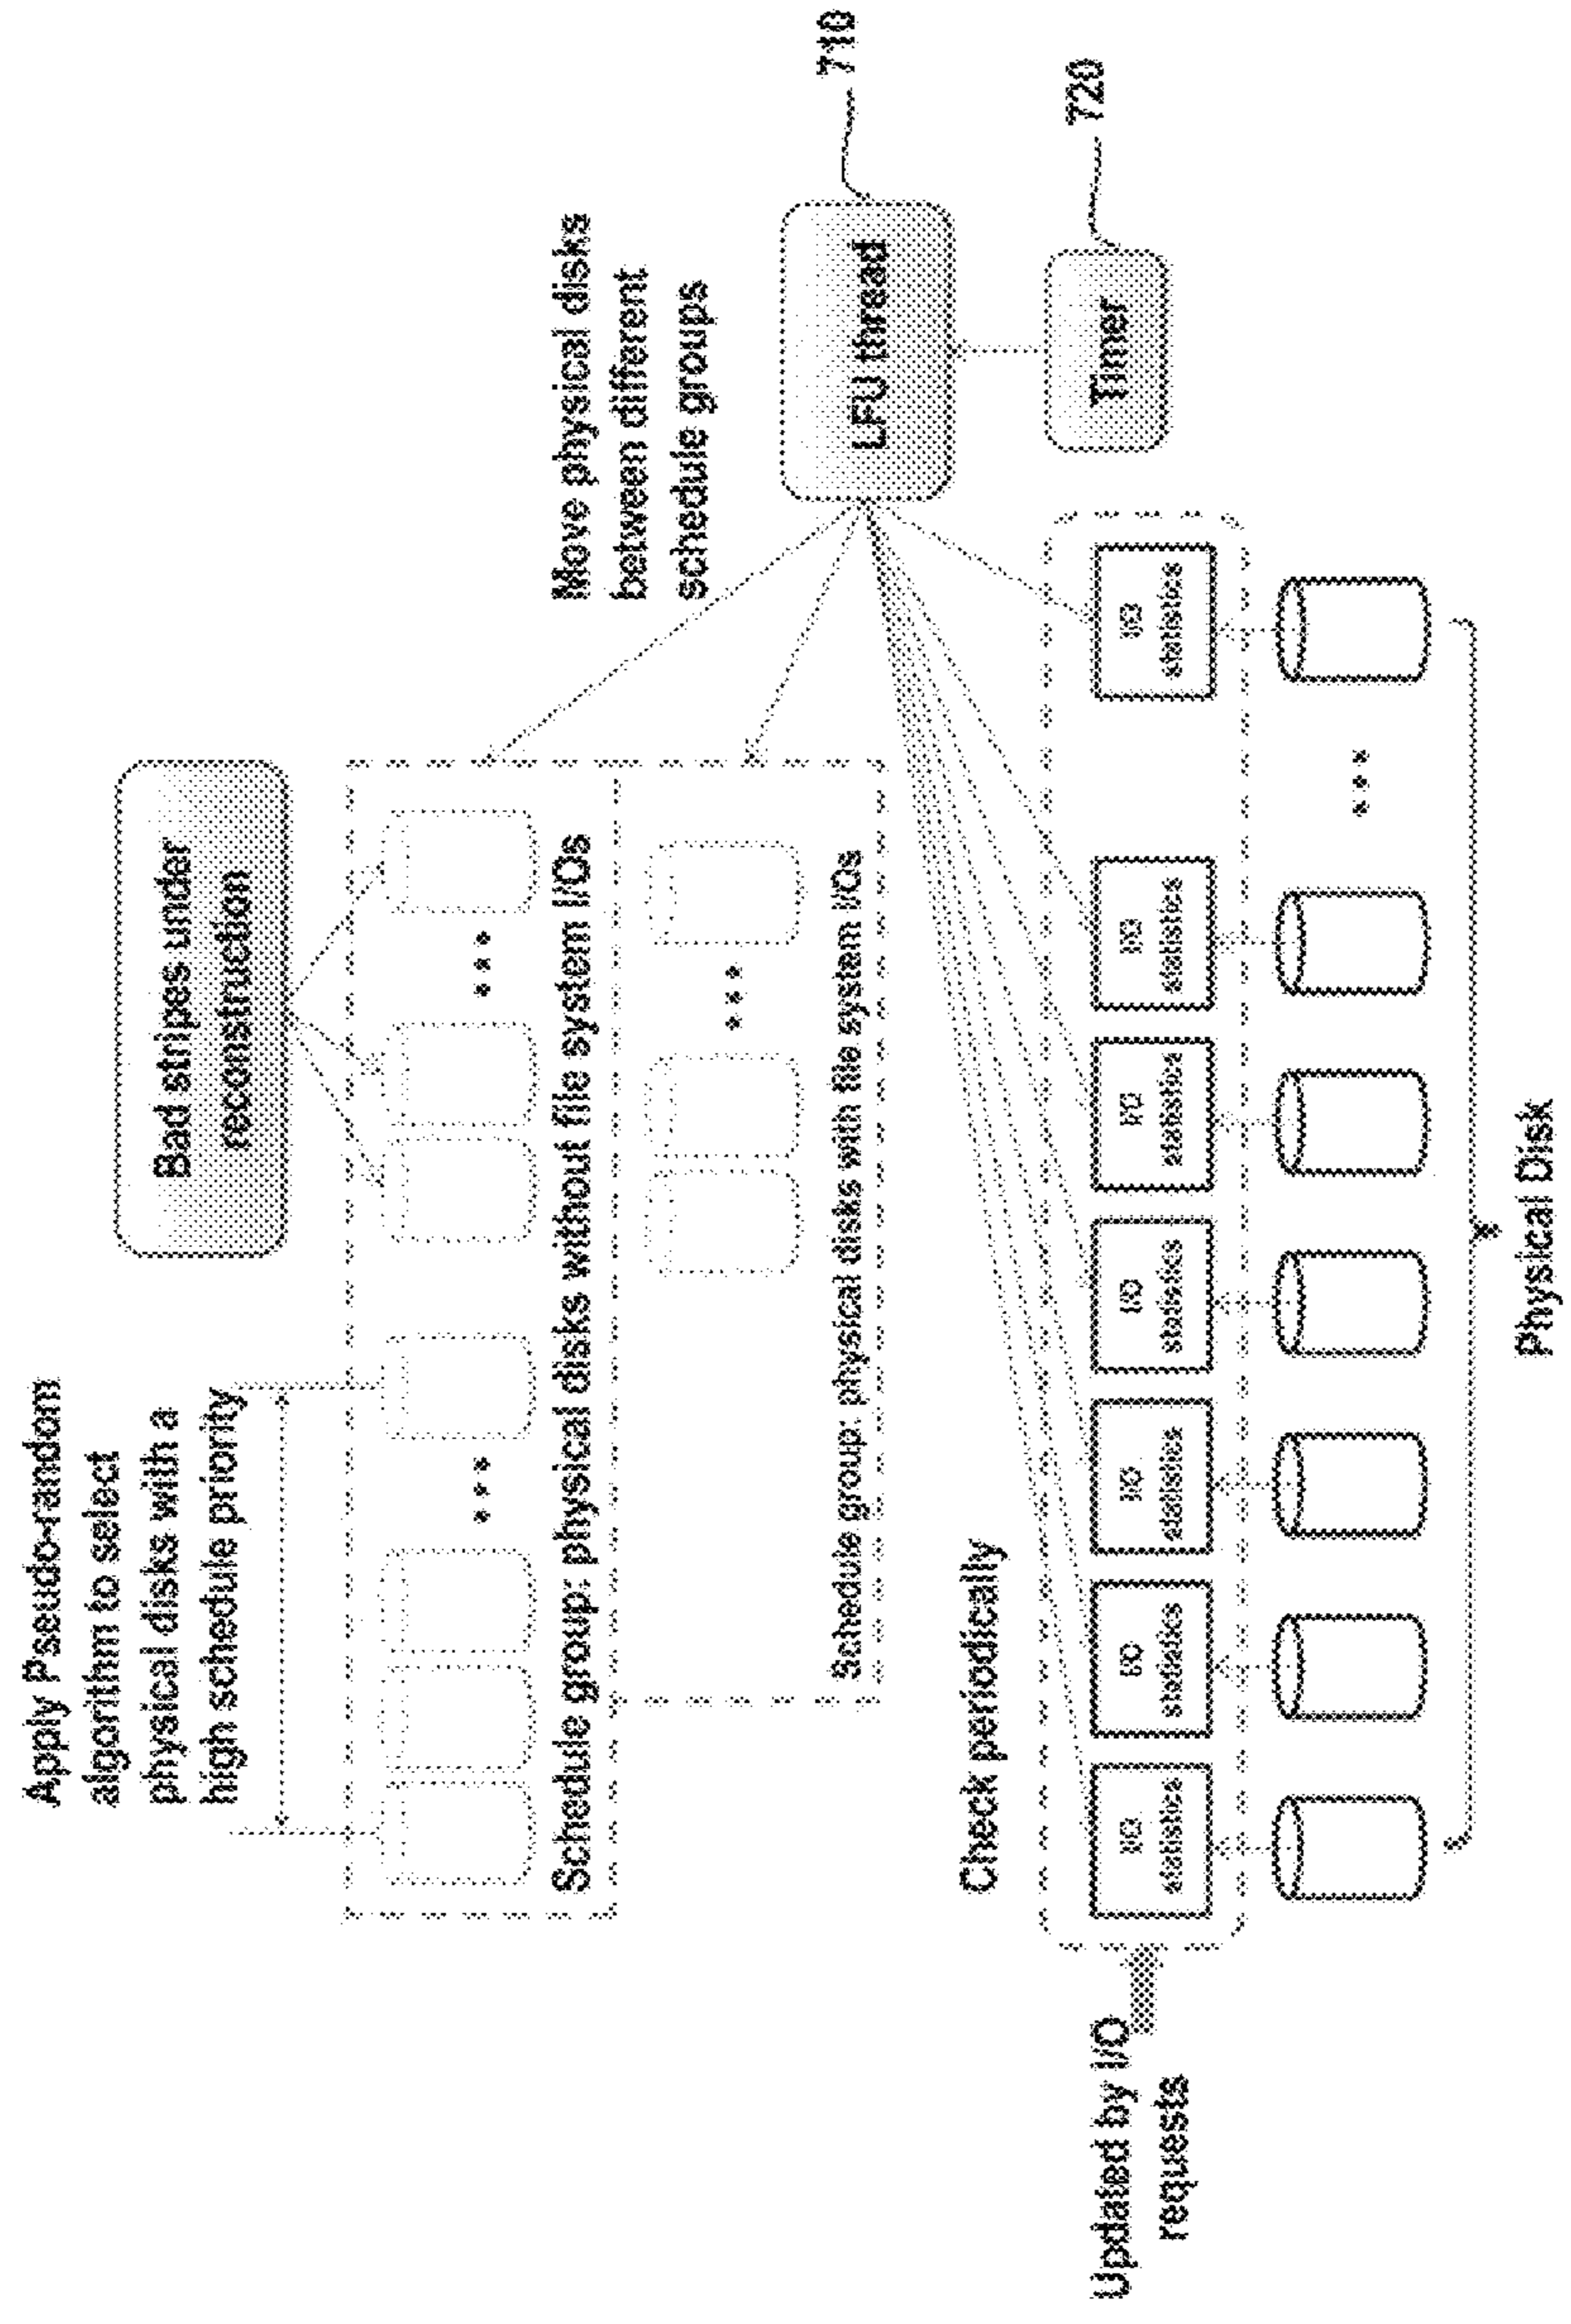 Apply Pseudo-random
algorithm to select
physical disks with a
high schedule priority
Bad stripes under
reconstruction
Schedule group: physical disks without file system I/Os
Schedule group: physical disks with file system I/Os
Move physical disks
between different
schedule groups
LFU thread
710
Timer
720
Check periodically
Updated by I/O
requests
I/O
statistics
I/O
statistics
I/O
statistics
I/O
statistics
I/O
statistics
I/O
statistics
I/O
statistics
Physical Disk